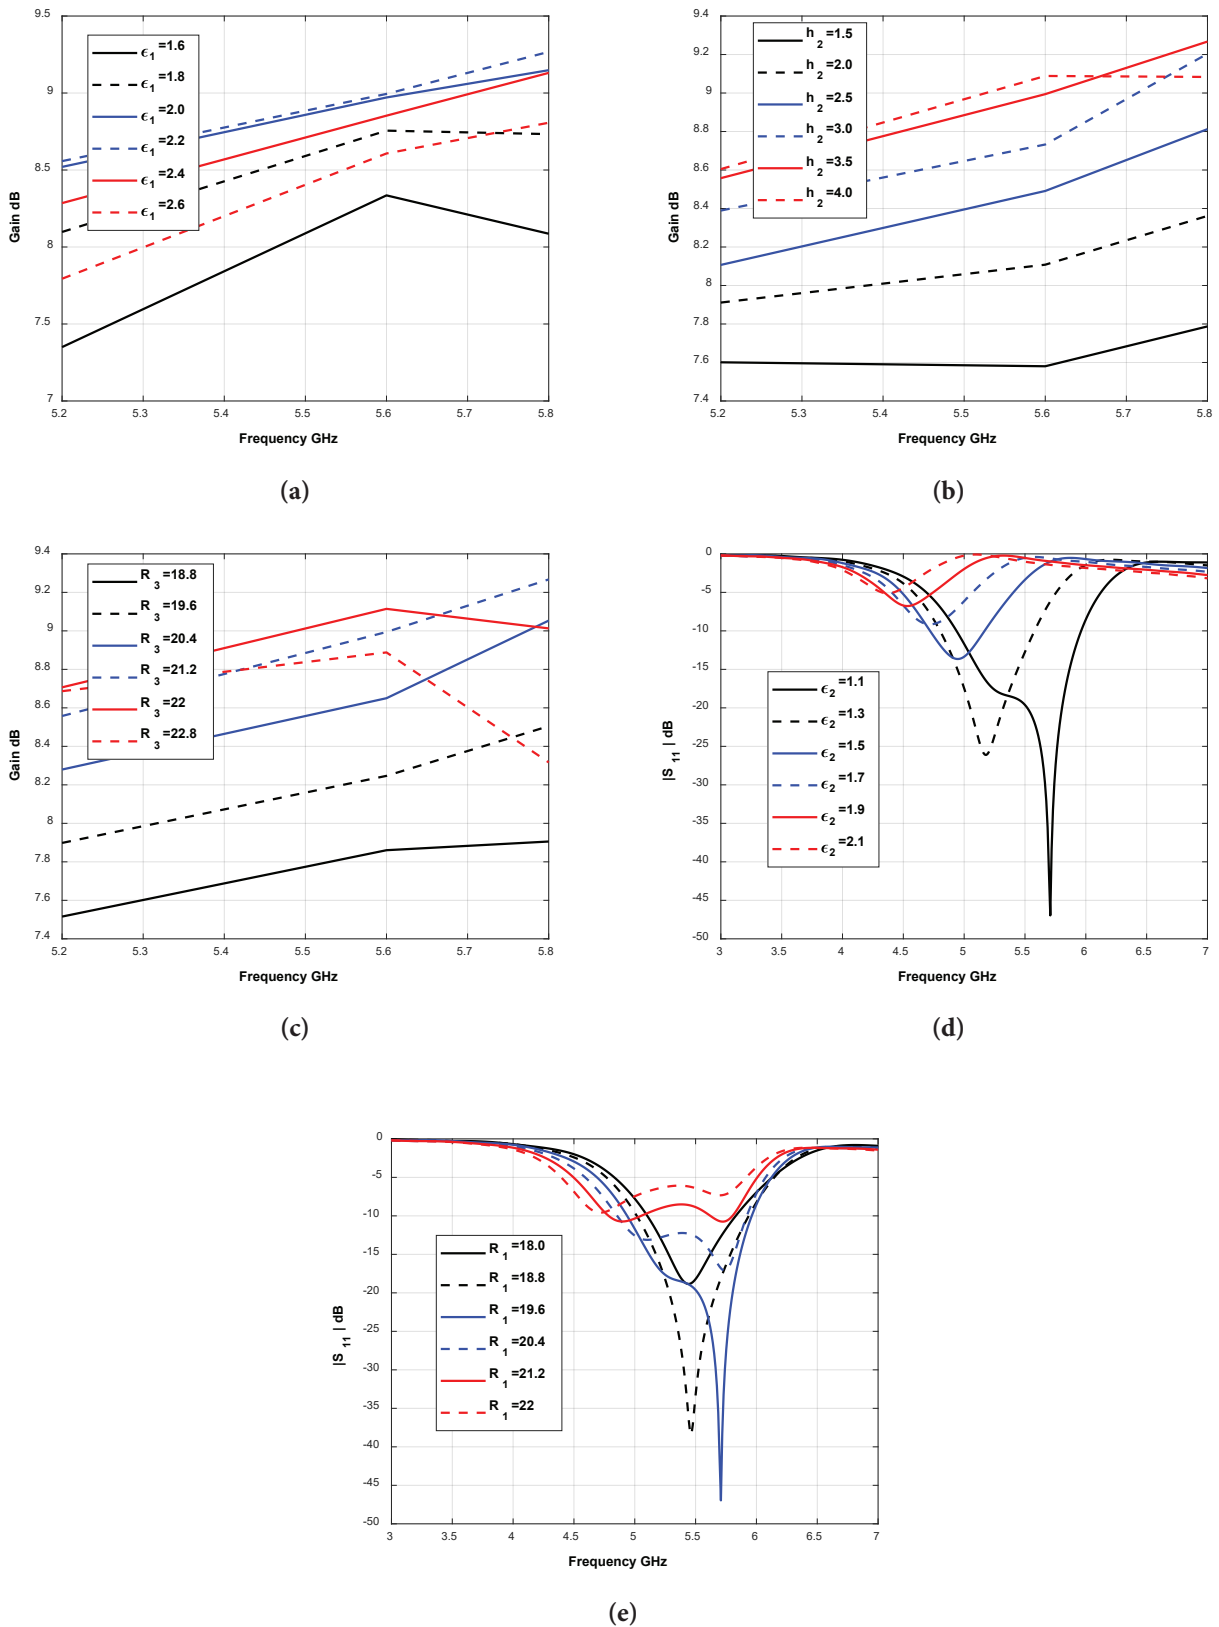 9.5
9
8.5
8
7.5
7
5.2 5.3 5.4 5.5 5.6 5.7 5.8
Gain dB
Frequency GHz
ϵ1=1.6
ϵ1=1.8
ϵ1=2.0
ϵ1=2.2
ϵ1=2.4
ϵ1=2.6
(a)
9.4
9.2
9
8.8
8.6
8.4
8.2
8
7.8
7.6
7.4
5.2 5.3 5.4 5.5 5.6 5.7 5.8
Gain dB
Frequency GHz
h2=1.5
h2=2.0
h2=2.5
h2=3.0
h2=3.5
h2=4.0
(b)
9.4
9.2
9
8.8
8.6
8.4
8.2
8
7.8
7.6
7.4
5.2 5.3 5.4 5.5 5.6 5.7 5.8
Gain dB
Frequency GHz
R3=18.8
R3=19.6
R3=20.4
R3=21.2
R3=22
R3=22.8
(c)
0
-5
-10
-15
-20
-25
-30
-35
-40
-45
-50
3 3.5 4 4.5 5 5.5 6 6.5 7
|S11| dB
Frequency GHz
ϵ2=1.1
ϵ2=1.3
ϵ2=1.5
ϵ2=1.7
ϵ2=1.9
ϵ2=2.1
(d)
0
-5
-10
-15
-20
-25
-30
-35
-40
-45
-50
3 3.5 4 4.5 5 5.5 6 6.5 7
|S11| dB
Frequency GHz
R1=18.0
R1=18.8
R1=19.6
R1=20.4
R1=21.2
R1=22
(e)